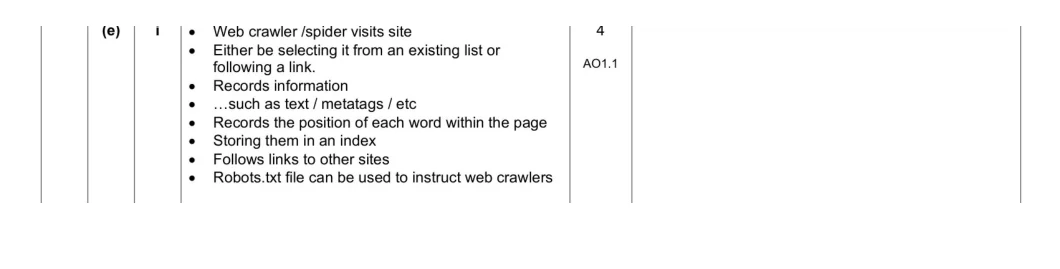 (e) i • Web crawler /spider visits site 4
• Either be selecting it from an existing list or
following a link. AO1.1
• Records information
• …such as text / metatags / etc
• Records the position of each word within the page
• Storing them in an index
• Follows links to other sites
• Robots.txt file can be used to instruct web crawlers